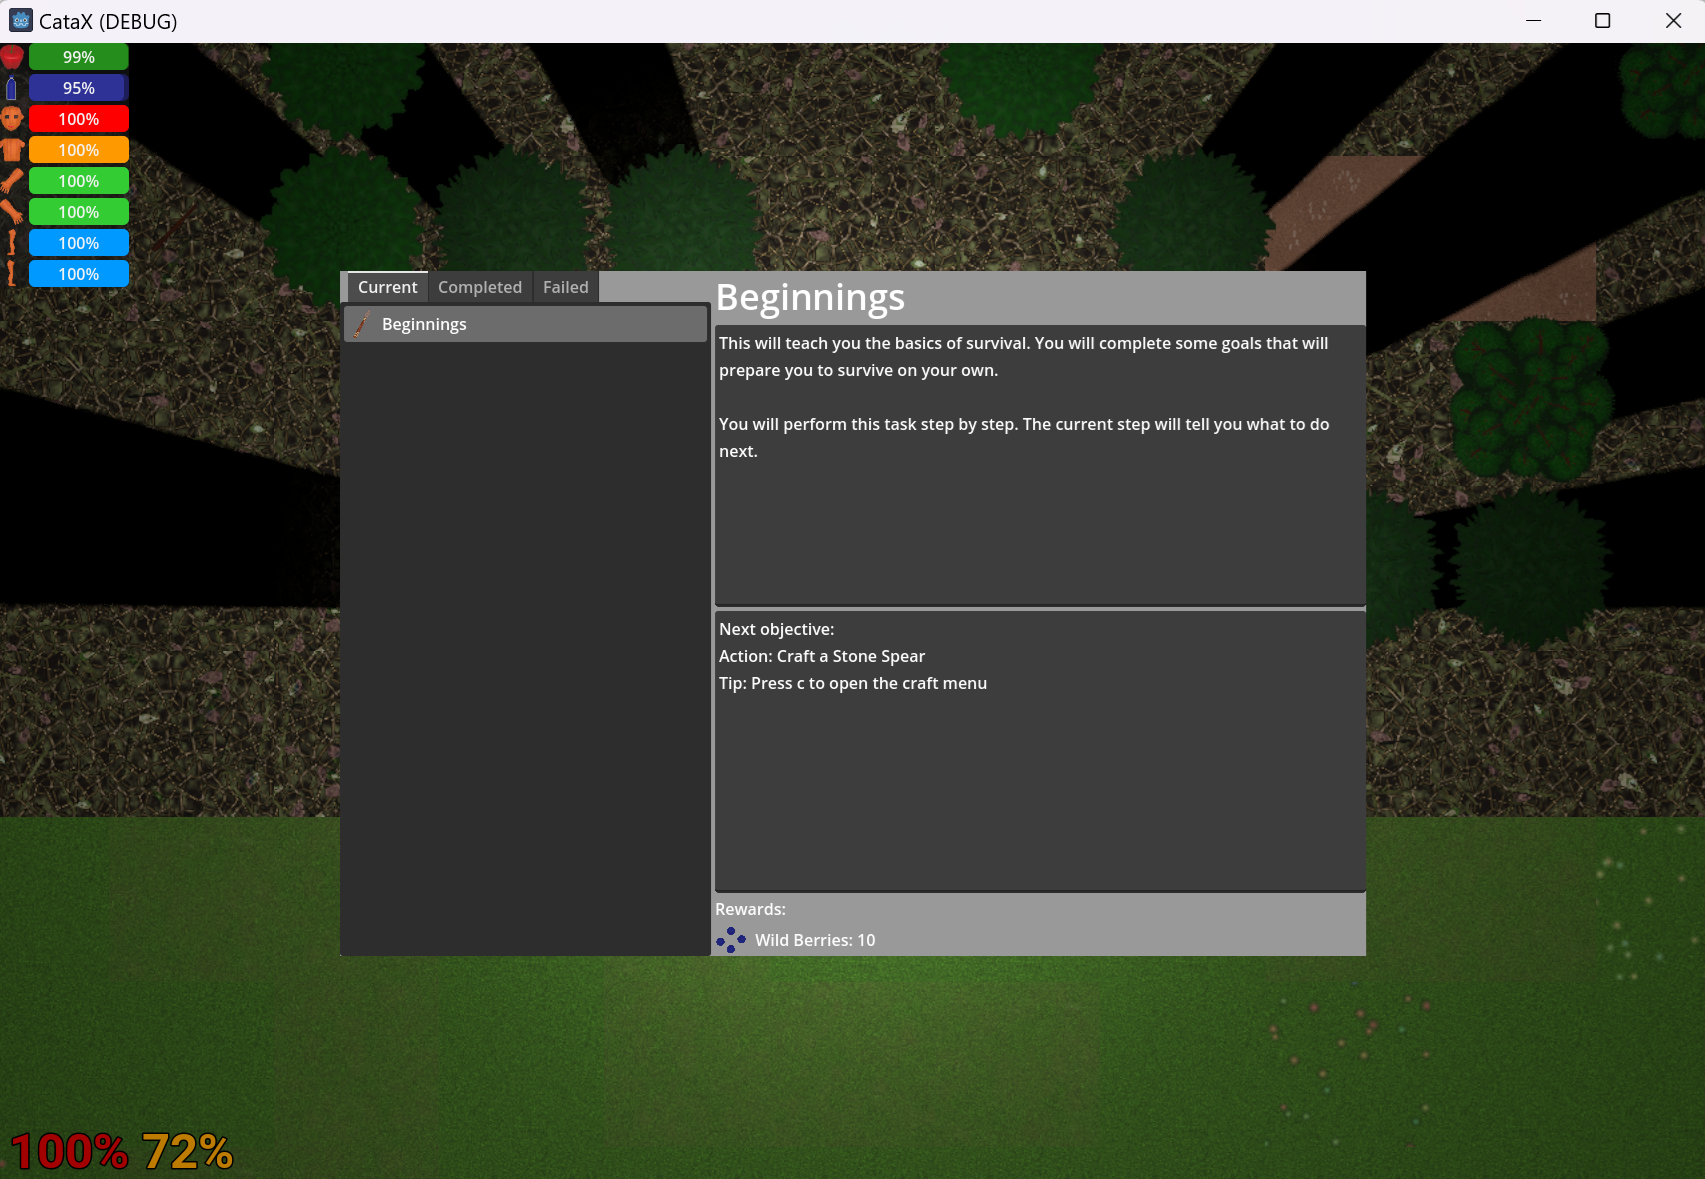 CataX (DEBUG)
99%
95%
100%
100%
100%
100%
100%
100%
Current Completed Failed
Beginnings
Beginnings
This will teach you the basics of survival. You will complete some goals that will
prepare you to survive on your own.
You will perform this task step by step. The current step will tell you what to do
next.
Next objective:
Action: Craft a Stone Spear
Tip: Press c to open the craft menu
Rewards:
Wild Berries: 10
100% 72%